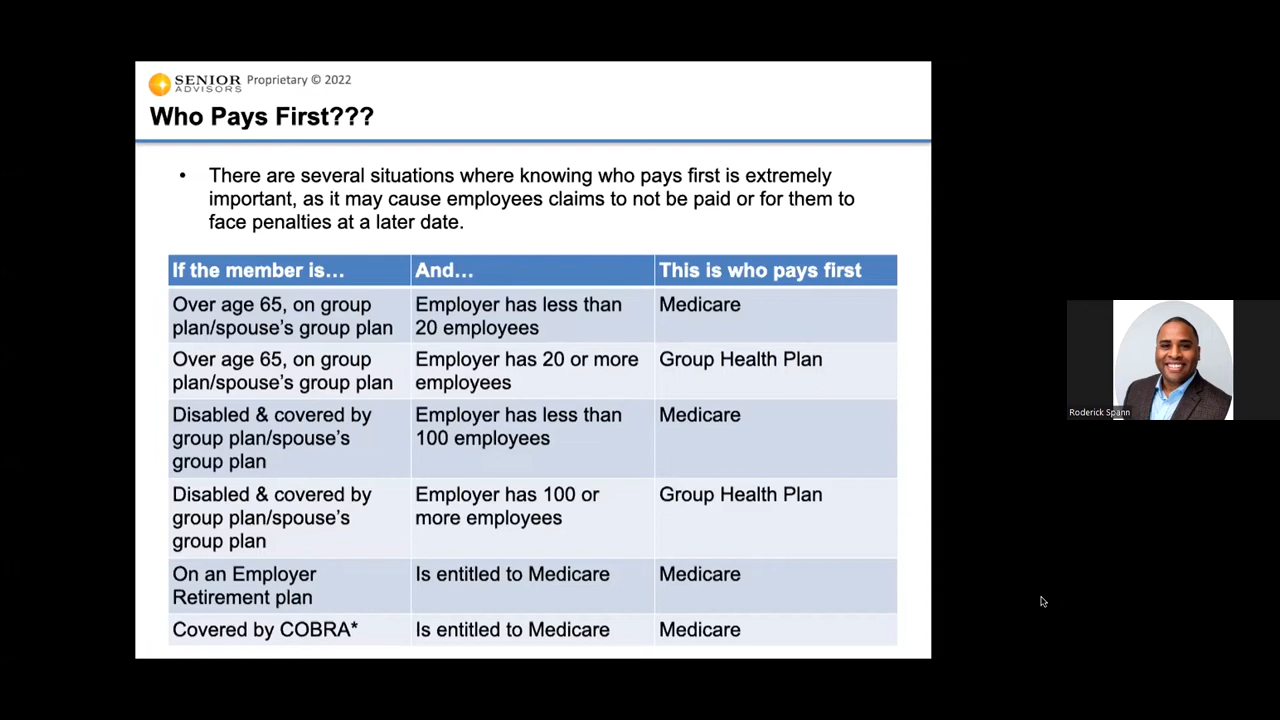 SENIOR
ADVISORS
Proprietary © 2022
Who Pays First???
• There are several situations where knowing who pays first is extremely
important, as it may cause employees claims to not be paid or for them to
face penalties at a later date.
If the member is… And… This is who pays first
Over age 65, on group
plan/spouse's group plan
Employer has less than
20 employees
Medicare
Over age 65, on group
plan/spouse's group plan
Employer has 20 or more
employees
Group Health Plan
Disabled & covered by
group plan/spouse's
group plan
Employer has less than
100 employees
Medicare
Disabled & covered by
group plan/spouse's
group plan
Employer has 100 or
more employees
Group Health Plan
On an Employer
Retirement plan
Is entitled to Medicare
Medicare
Covered by COBRA*
Is entitled to Medicare
Medicare
Roderick Spann